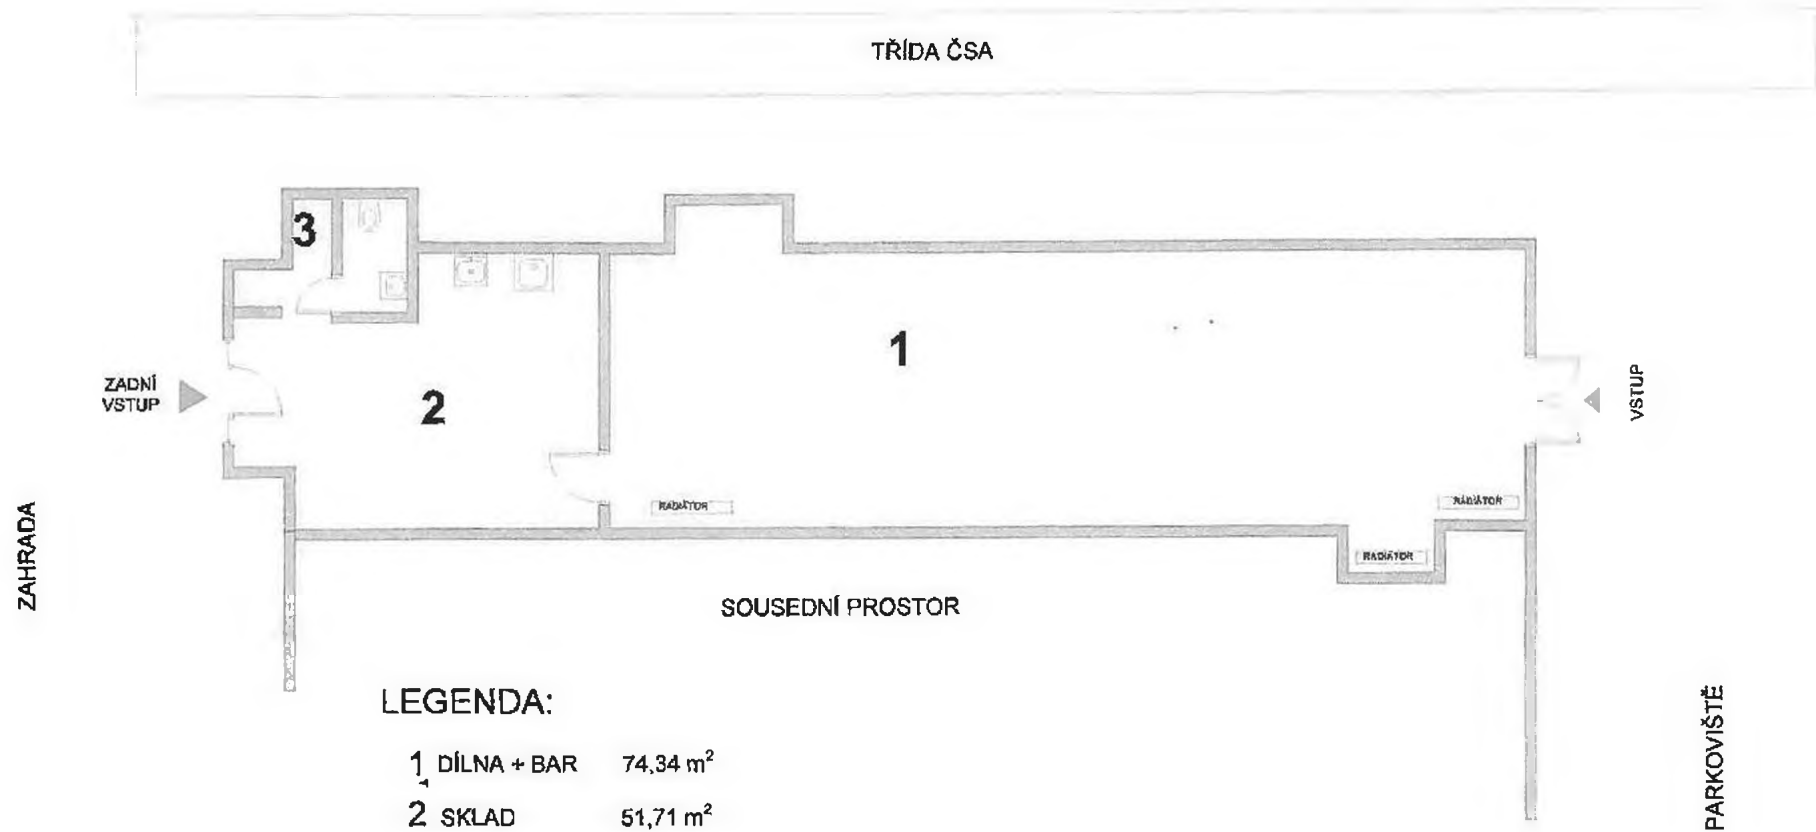 TŘÍDA ČSA
3
1
ZADNÍ
VSTUP
2
VSTUP
RADIÁTOR
RADIÁTOR
RADIÁTOR
ZAHRADA
SOUSEDNÍ PROSTOR
LEGENDA:
1 DÍLNA + BAR 74,34 m²
2 SKLAD 51,71 m²
PARKOVIŠTĚ